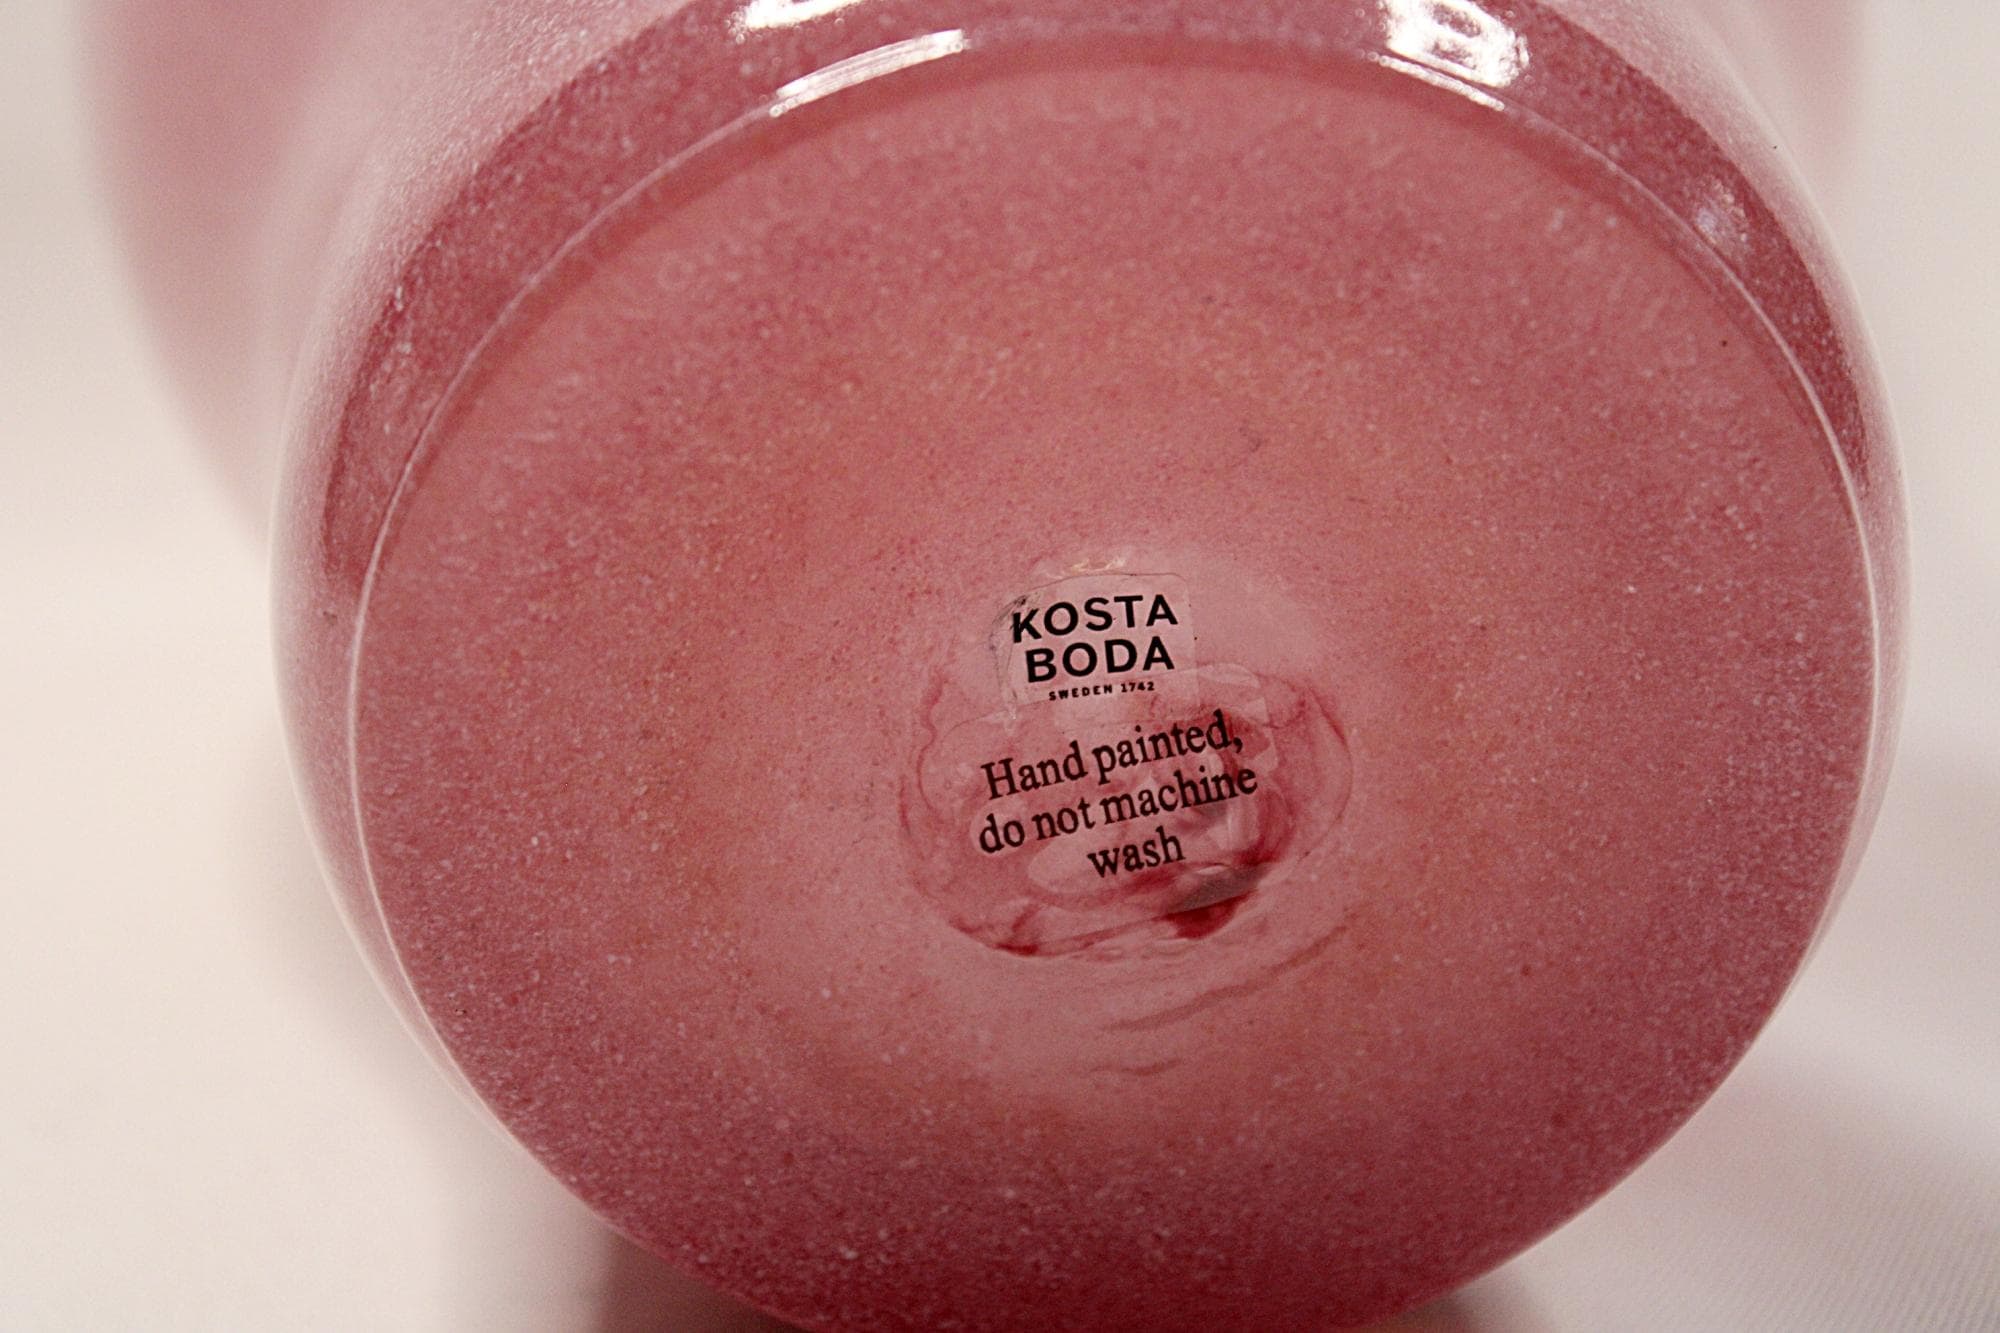 KOSTA
BODA
SWEDEN 1742
Hand painted,
do not machine
wash